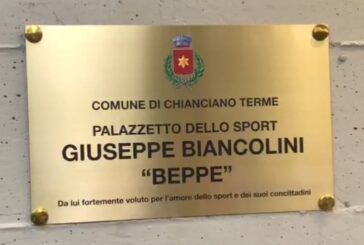 COMUNE DI CHIANCIANO TERME
PALAZZETTO DELLO SPORT
GIUSEPPE BIANCOLINI
“BEPPE”
Da lui fortemente voluto per l'amore dello sport e dei suoi concittadini